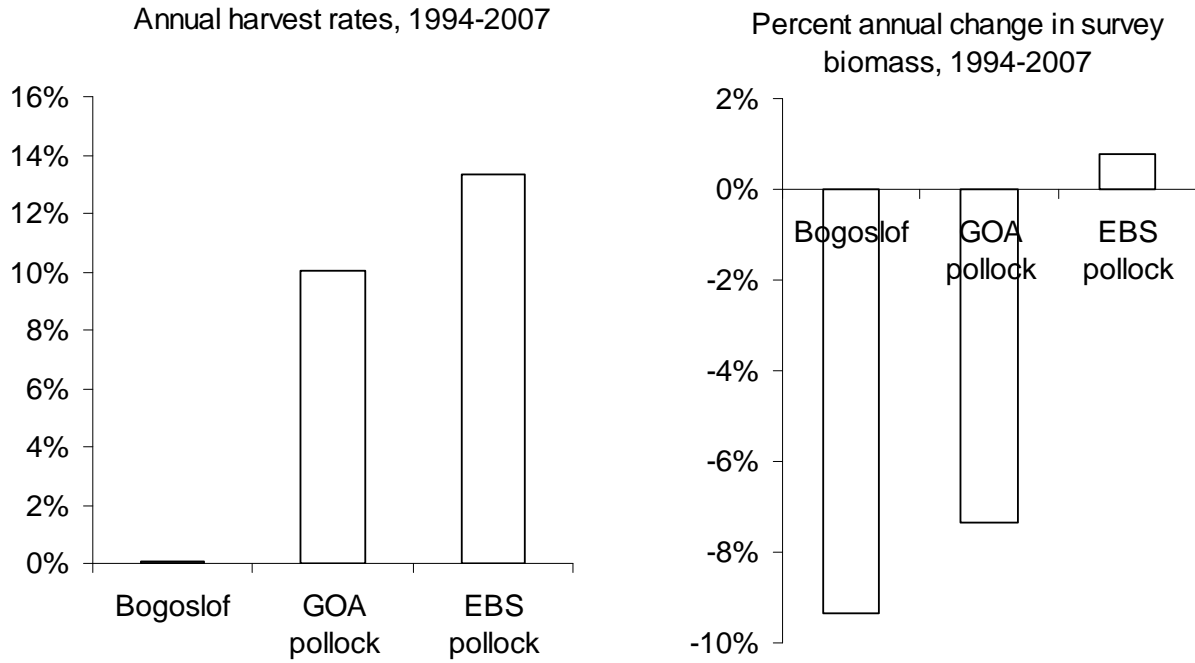 Annual harvest rates, 1994-2007
16%
14%
12%
10%
8%
6%
4%
2%
0%
Bogoslof
GOA
pollock
EBS
pollock
Percent annual change in survey
biomass, 1994-2007
2%
0%
-2%
-4%
-6%
-8%
-10%
Bogoslof
GOA
pollock
EBS
pollock